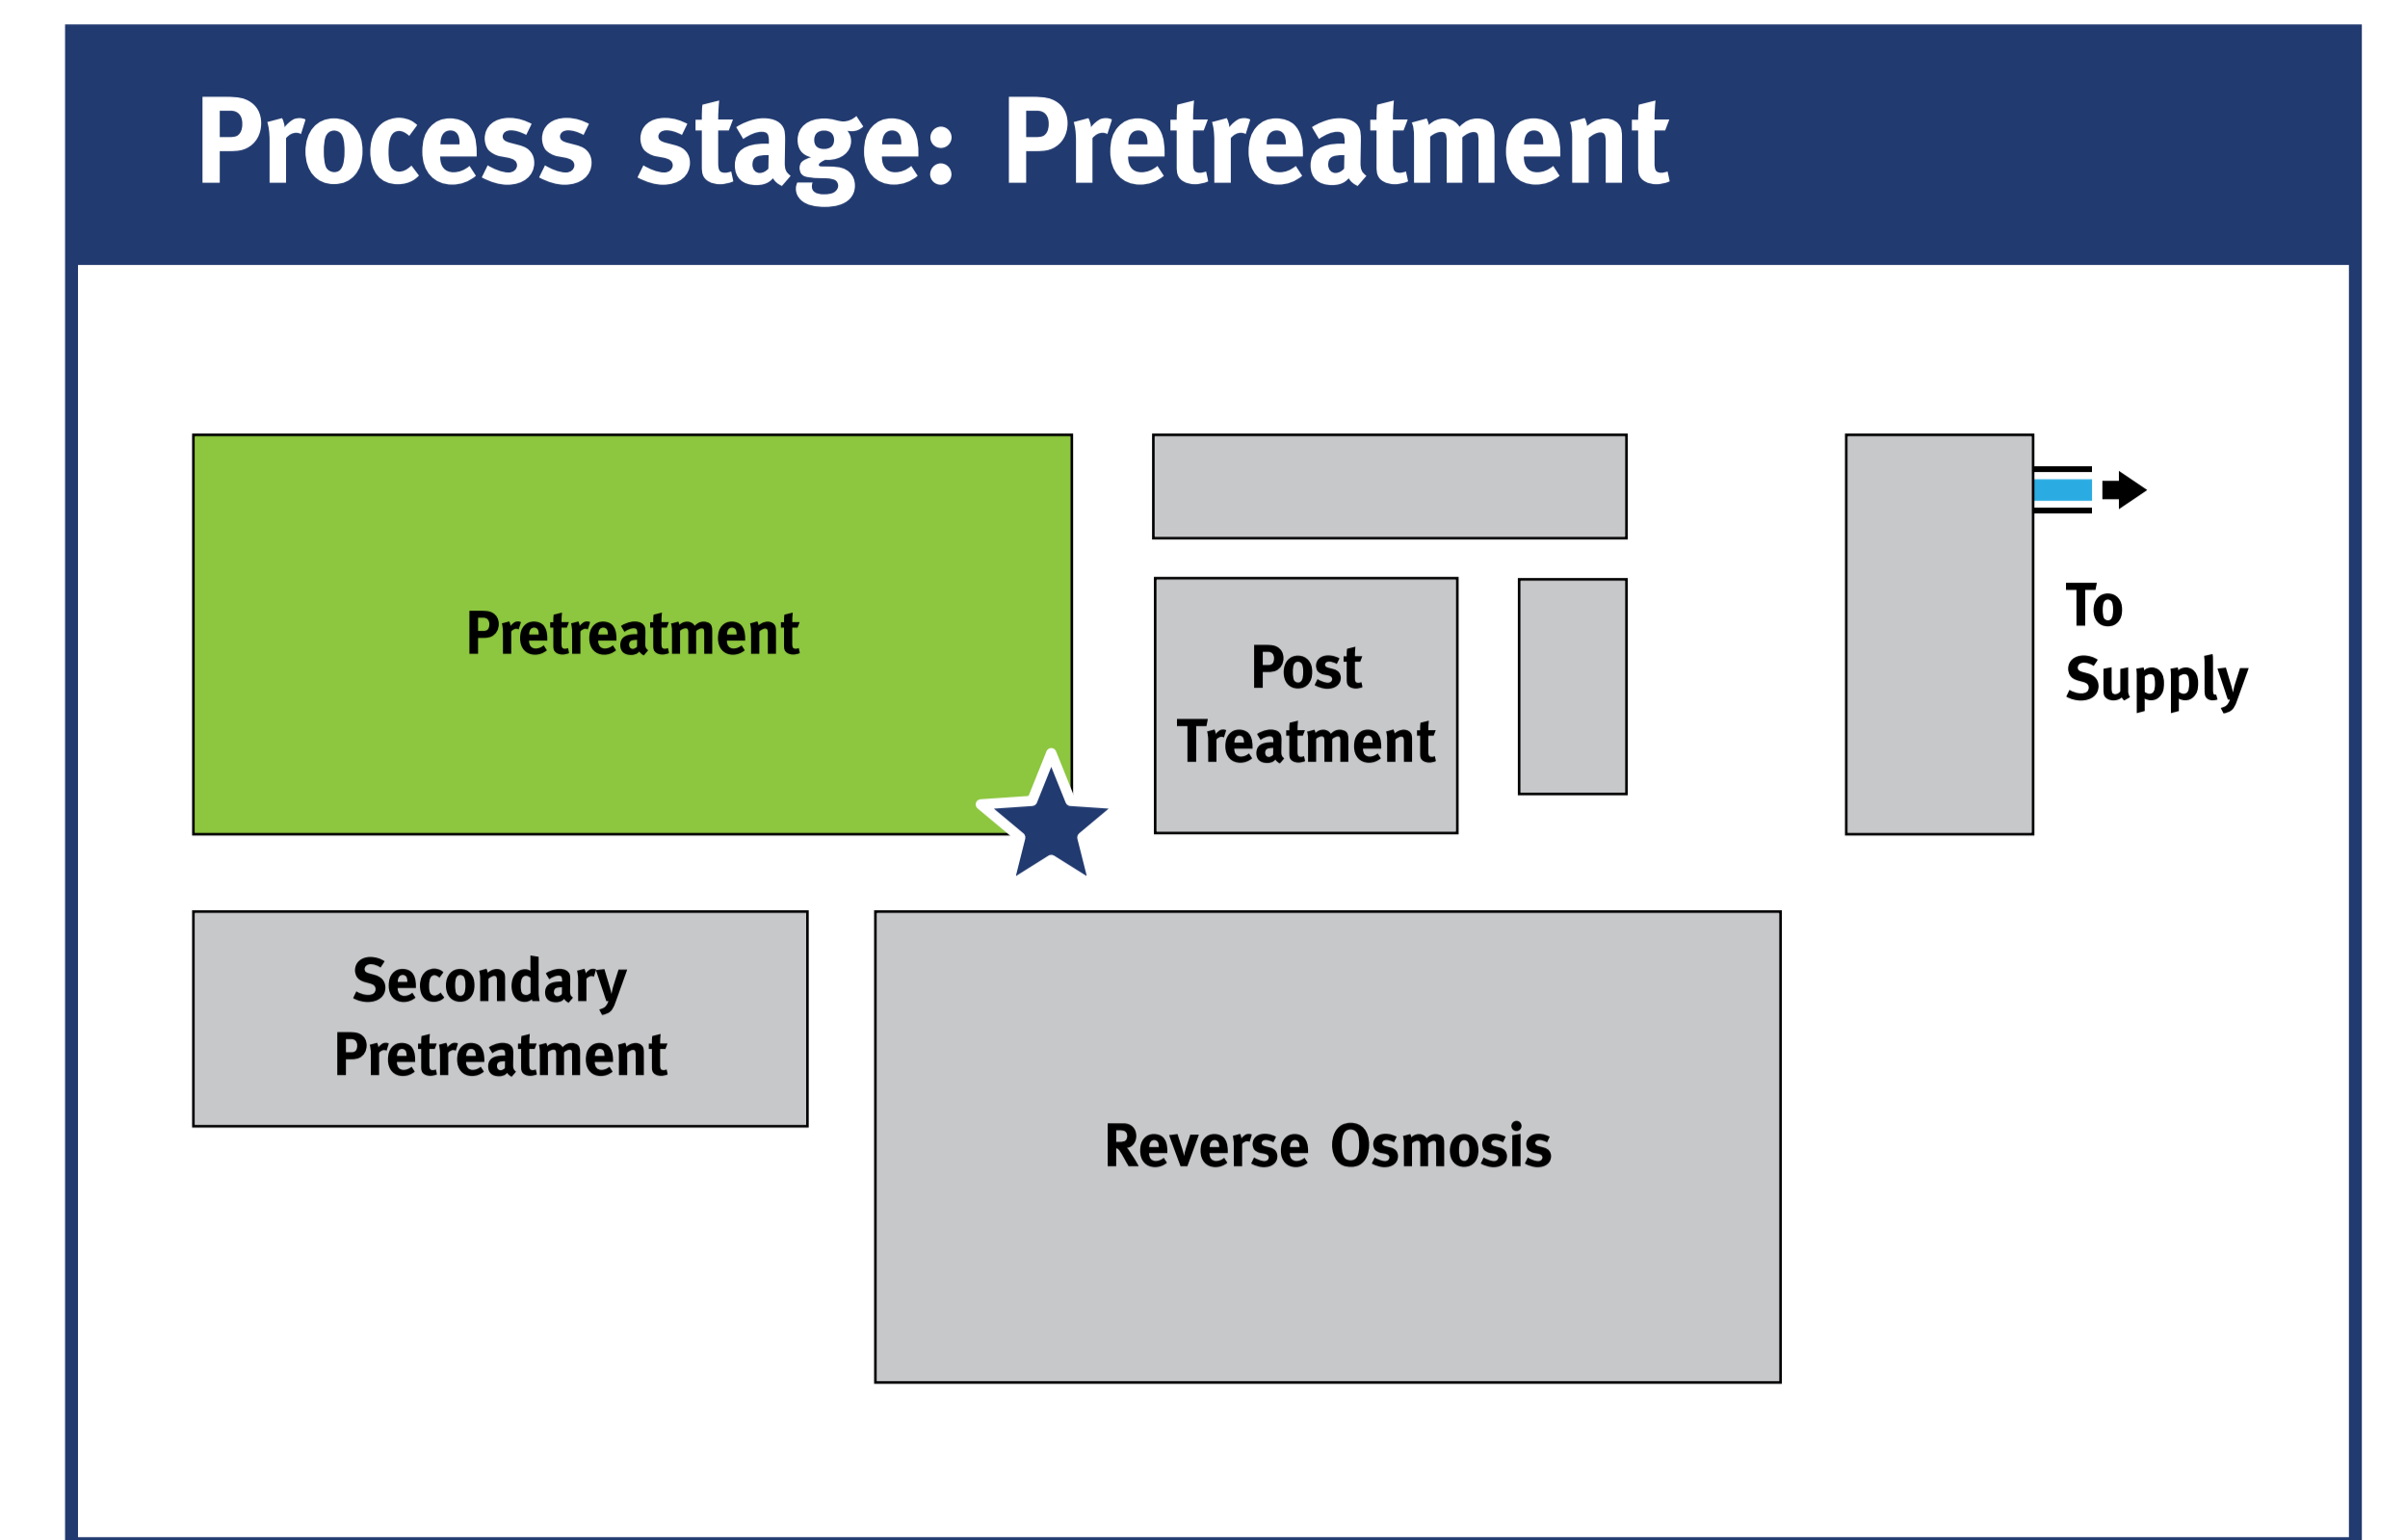 Process stage: Pretreatment
Pretreatment
Post
Treatment
To
Supply
Secondary
Pretreatment
Reverse Osmosis